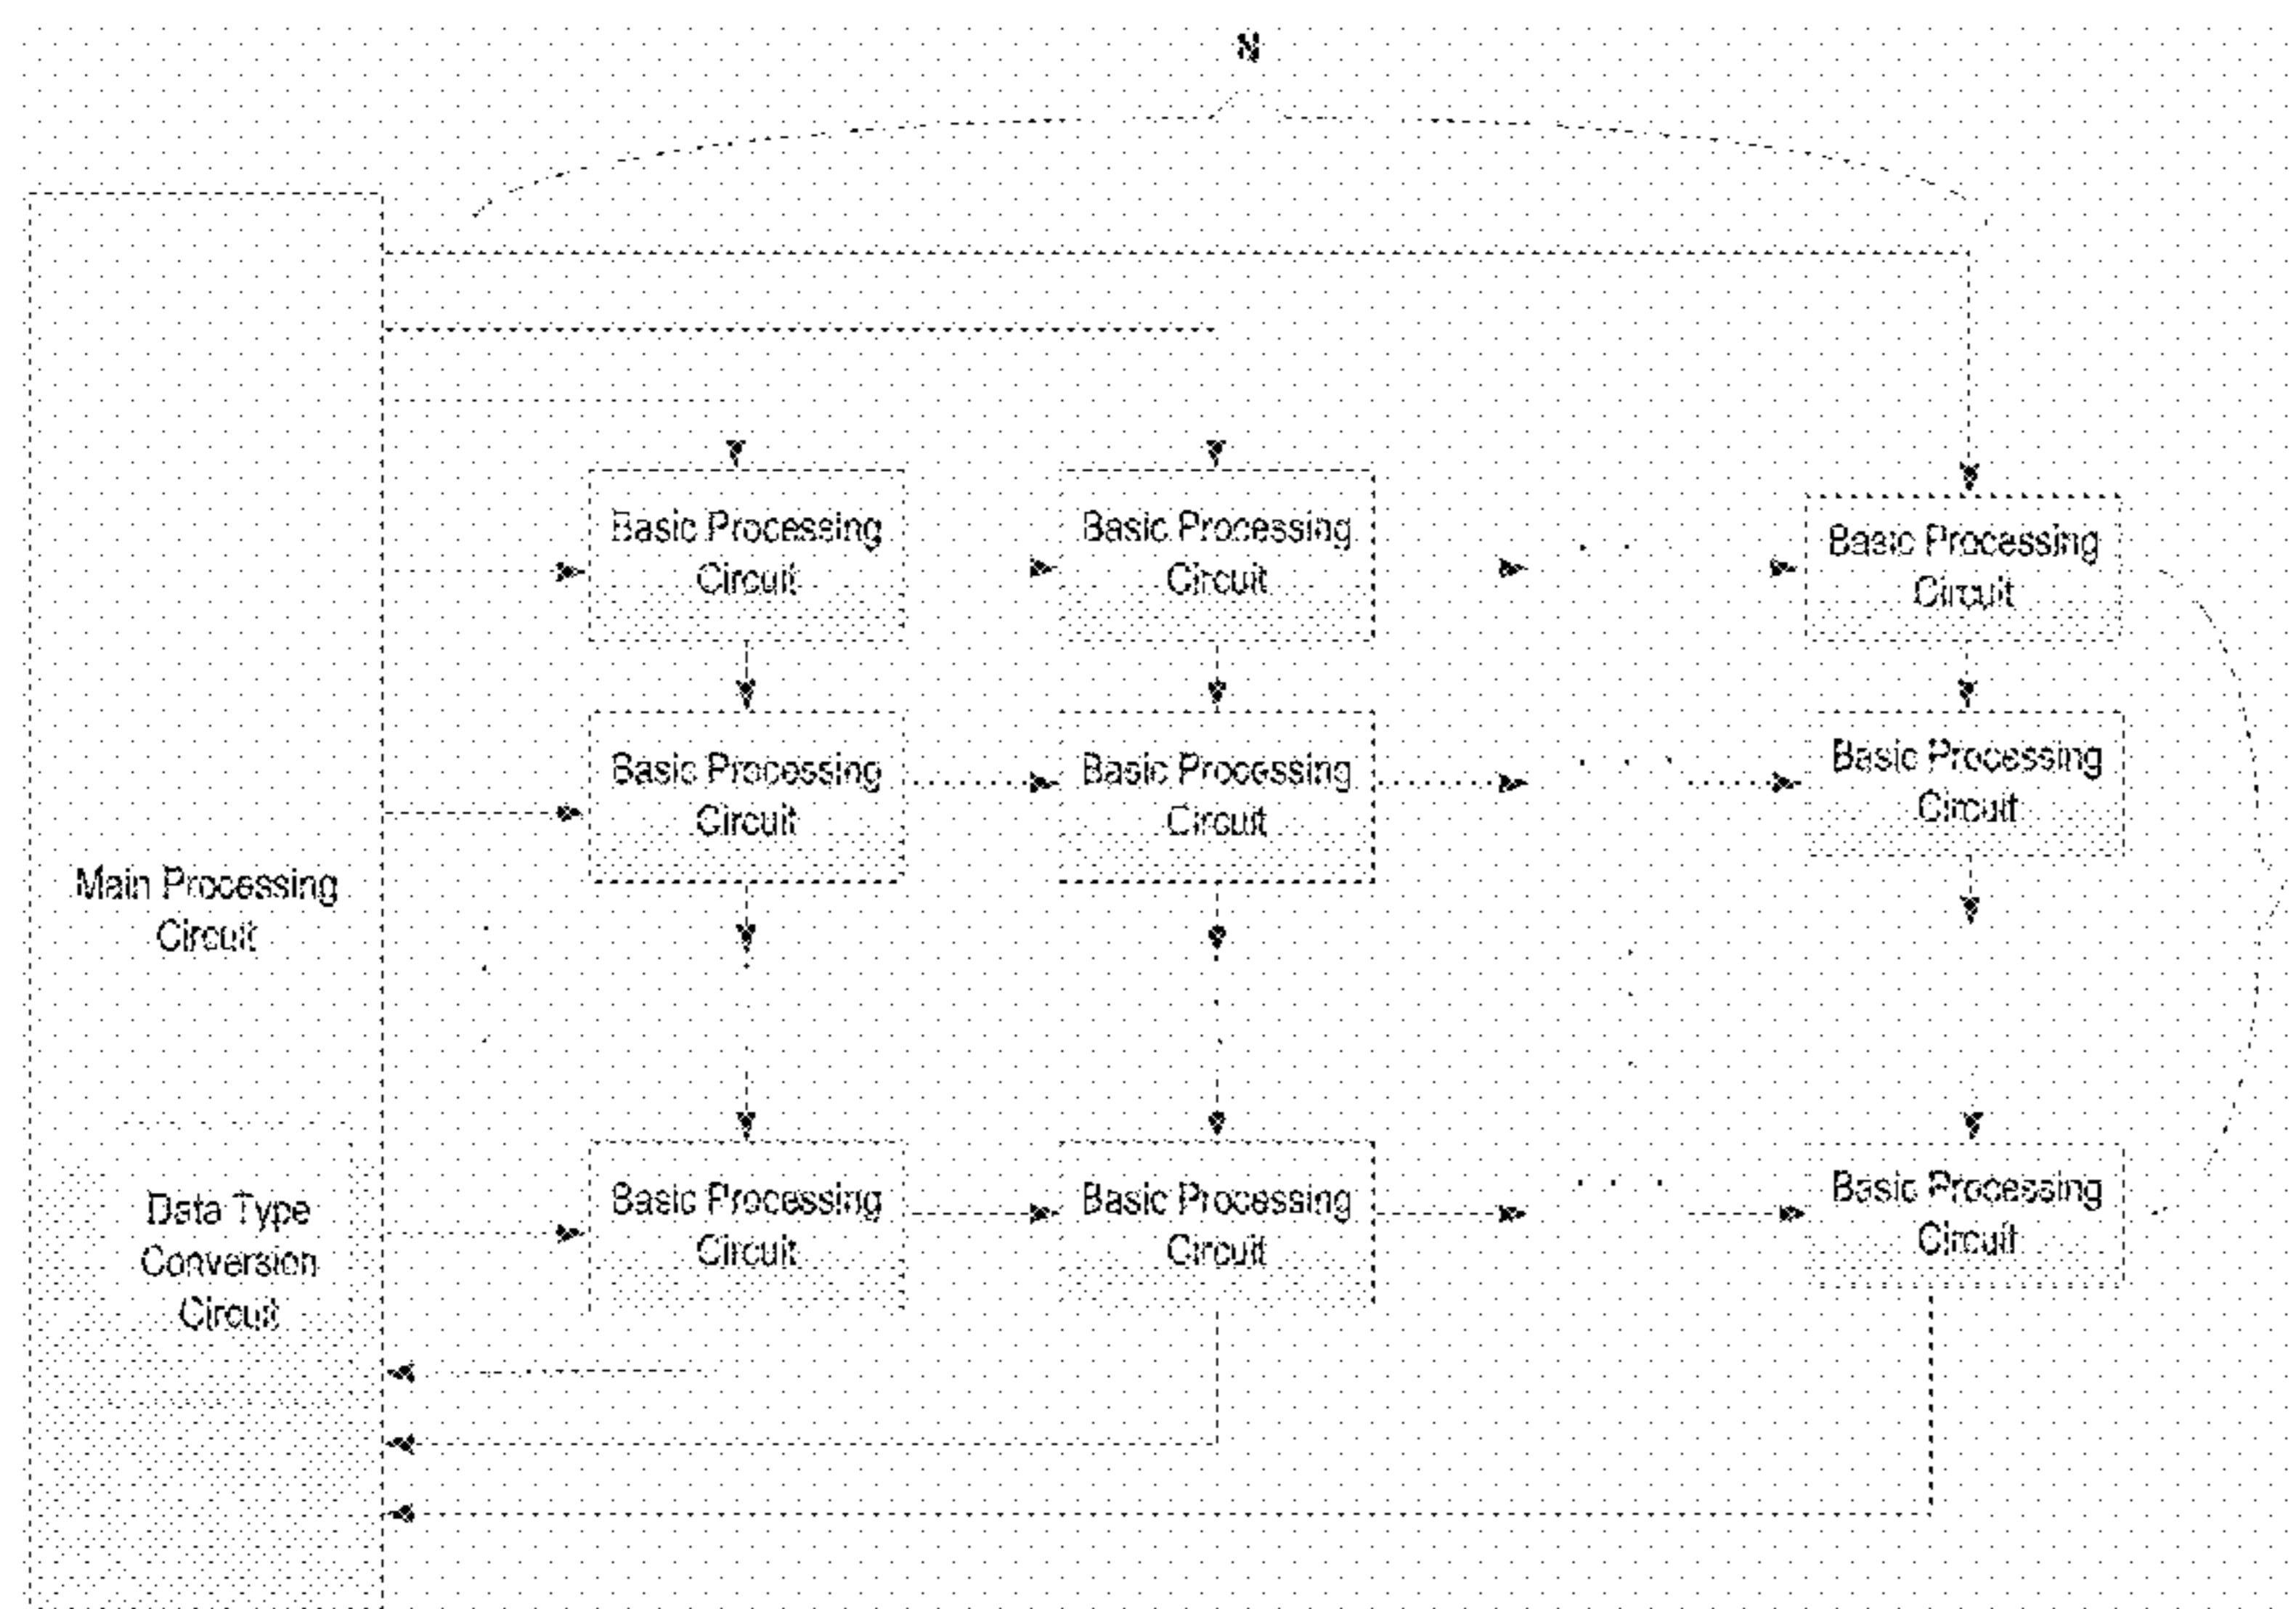 N
Basic Processing
Circuit
Basic Processing
Circuit
Basic Processing
Circuit
Basic Processing
Circuit
Basic Processing
Circuit
Basic Processing
Circuit
Main Processing
Circuit
Basic Processing
Circuit
Basic Processing
Circuit
Basic Processing
Circuit
Data Type
Conversion
Circuit